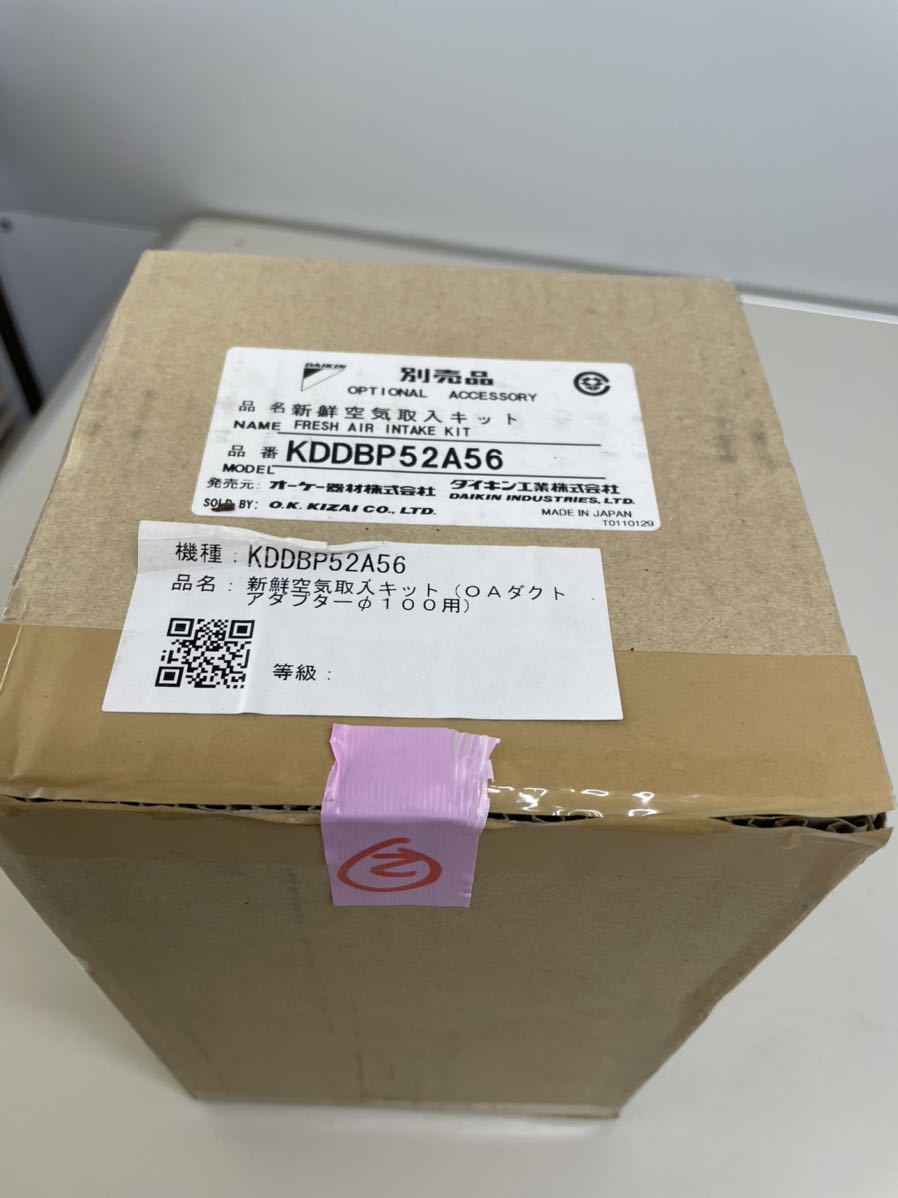 DAIKIN
別売品
OPTIONAL ACCESSORY
品名 新鮮空気取入キット
NAME FRESH AIR INTAKE KIT
品番 KDDBP52A56
MODEL
発売元: オーケー器材株式会社 ダイキン工業株式会社
SOLD BY: O.K. KIZAI CO., LTD. DAIKIN INDUSTRIES, LTD.
MADE IN JAPAN
T0110129
機種: KDDBP52A56
品名: 新鮮空気取入キット(OAダクト
アダプターφ100用)
等級:
2